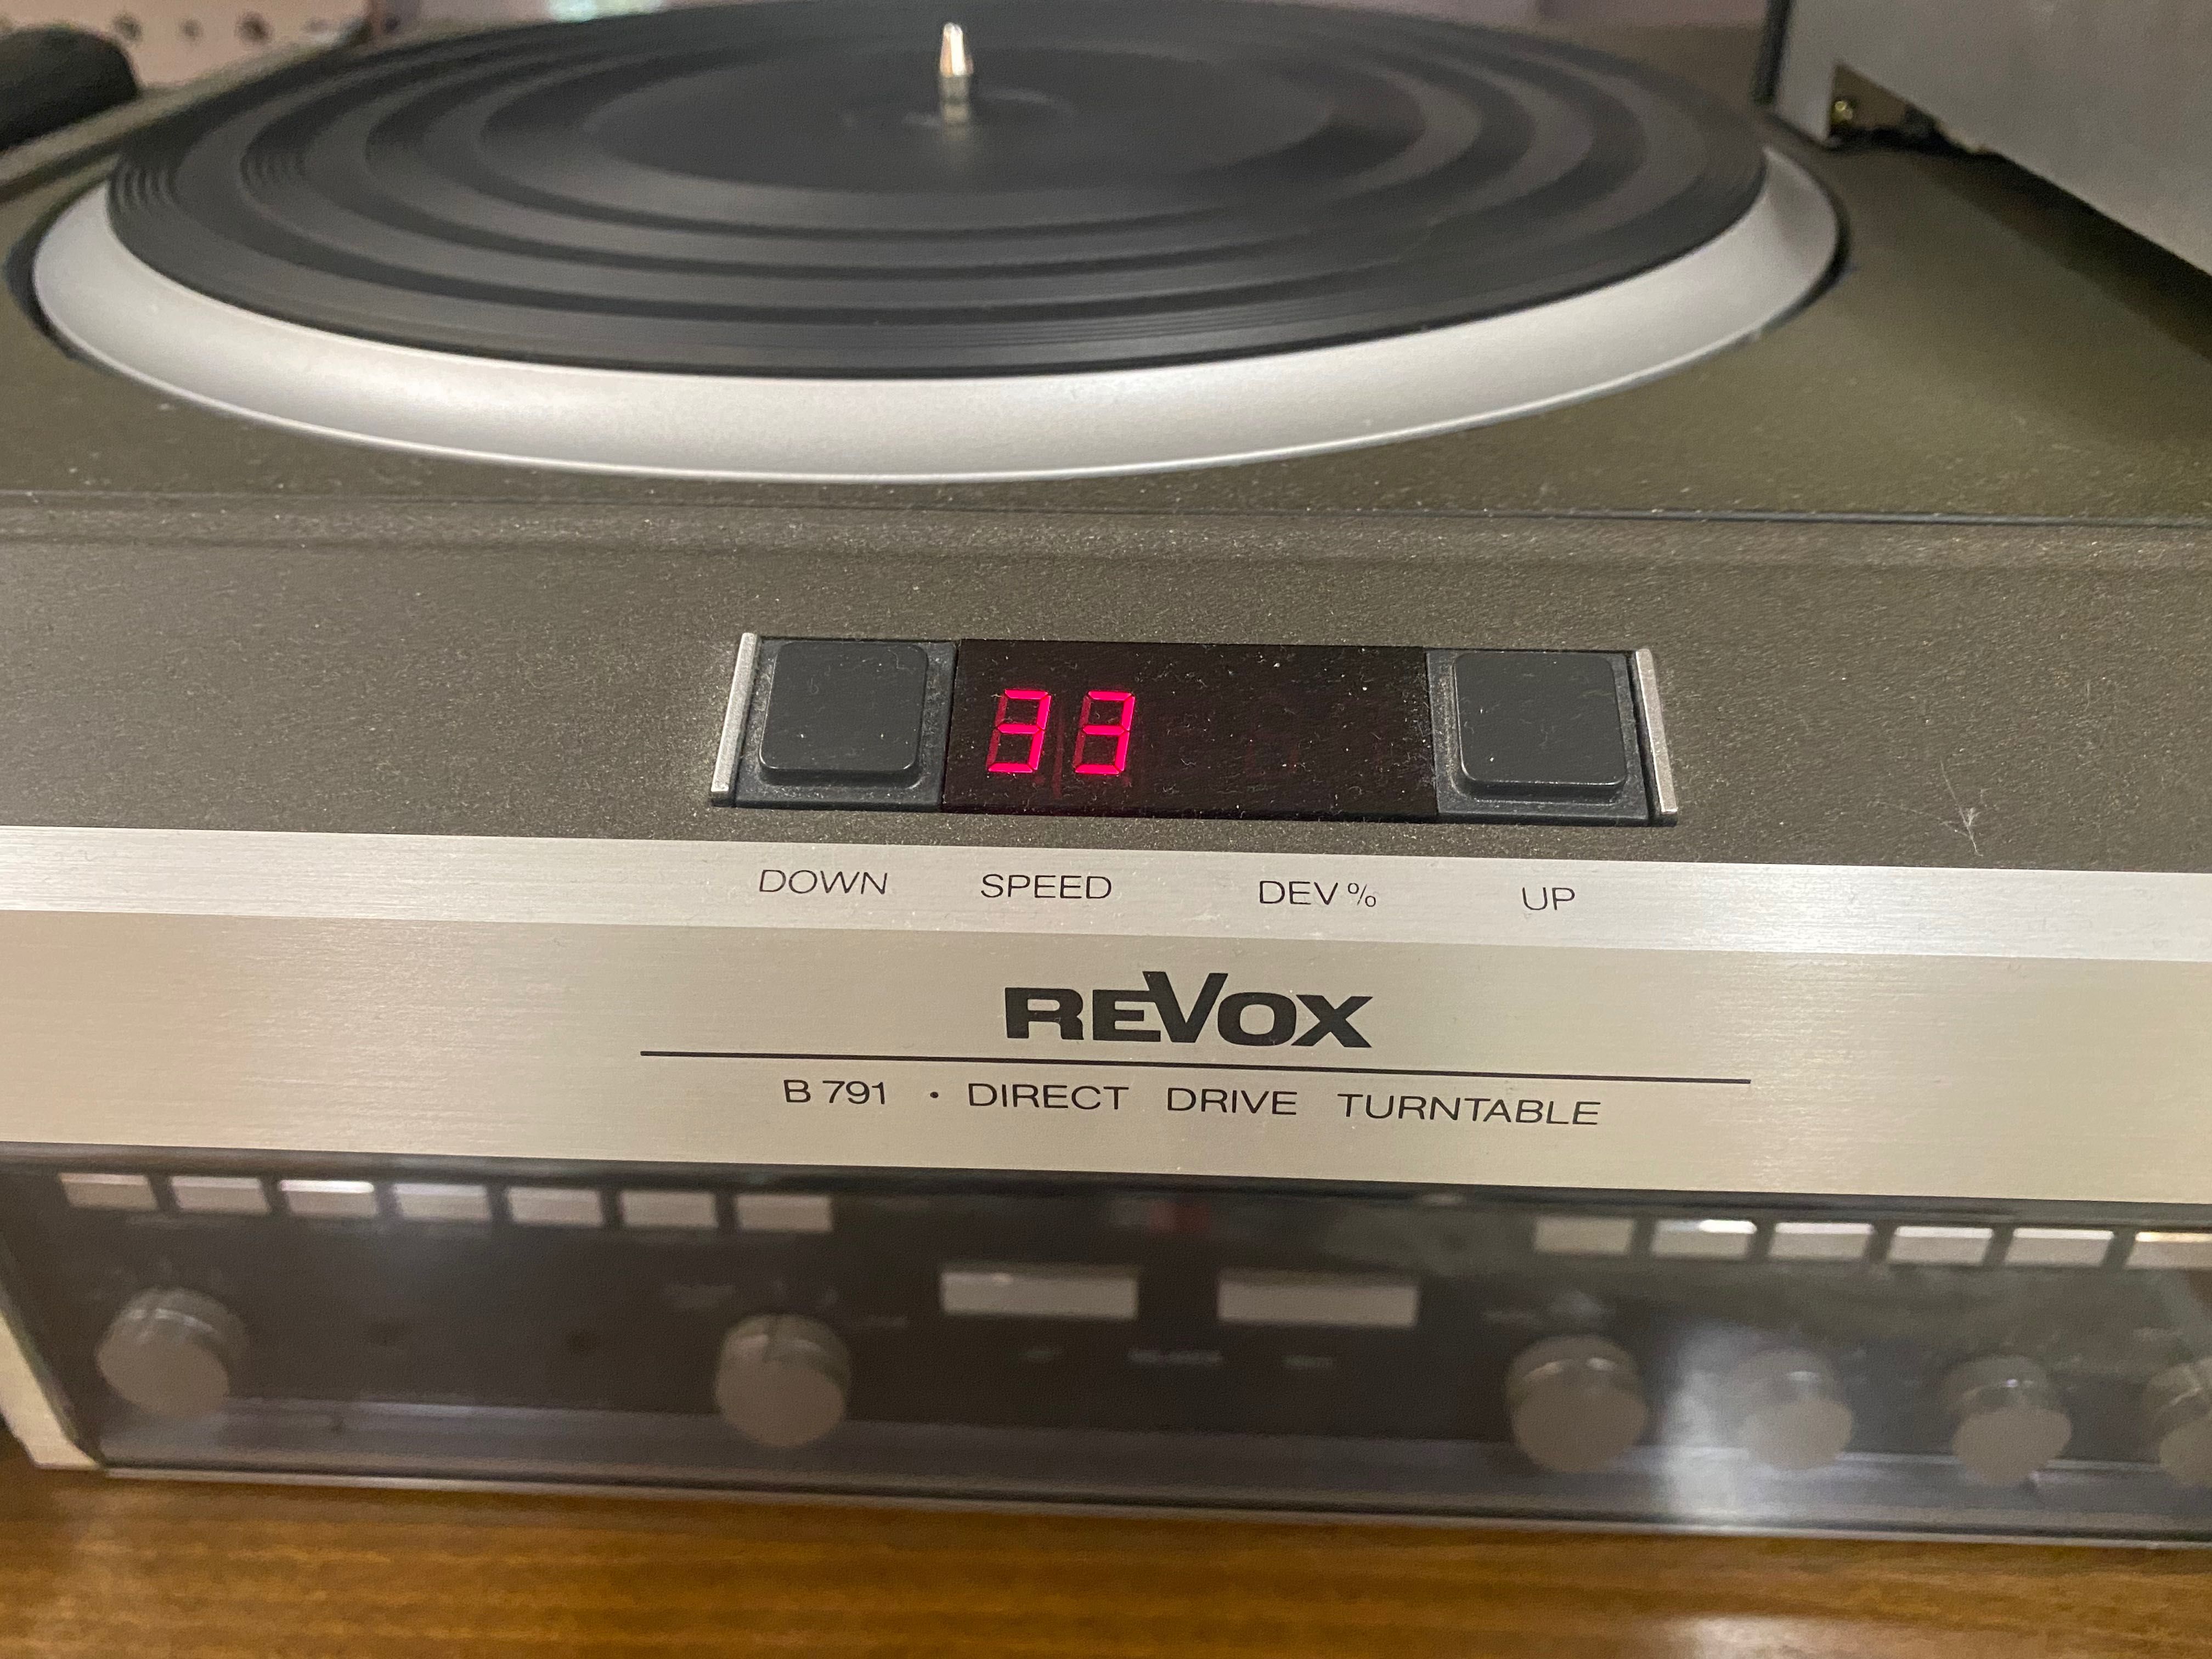 33
DOWN SPEED DEV % UP
REVOX
B 791 · DIRECT DRIVE TURNTABLE